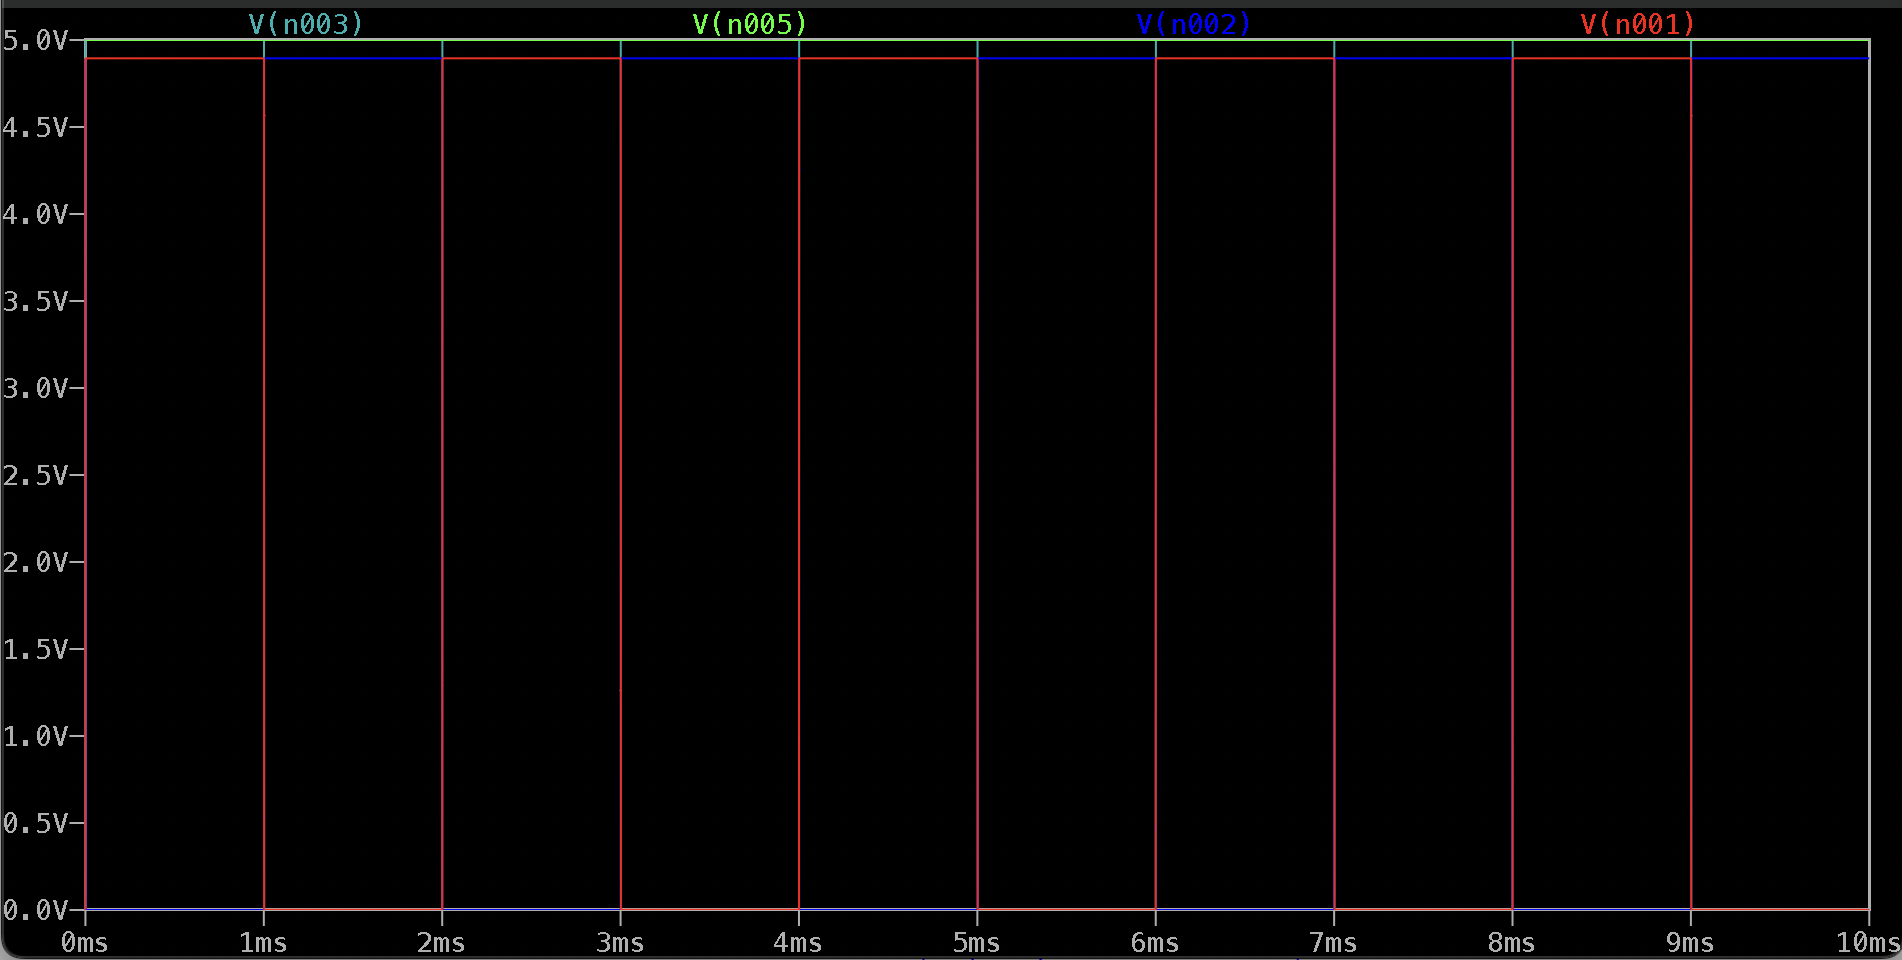 V(n003) V(n005) V(n002) V(n001)
5.0V
4.5V
4.0V
3.5V
3.0V
2.5V
2.0V
1.5V
1.0V
0.5V
0.0V
0ms 1ms 2ms 3ms 4ms 5ms 6ms 7ms 8ms 9ms 10ms